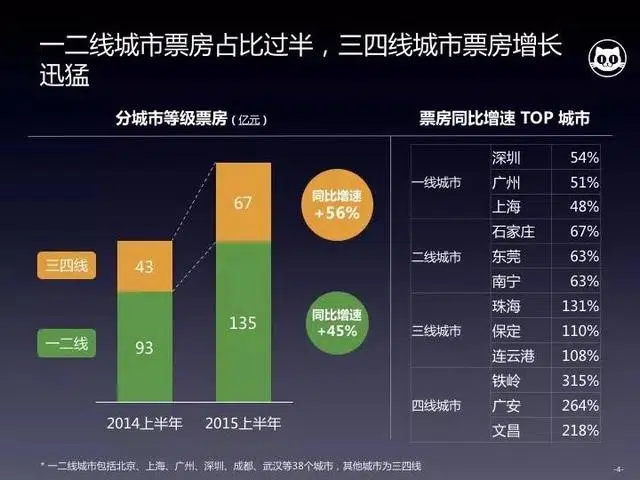 一二线城市票房占比过半，三四线城市票房增长
迅猛
分城市等级票房（亿元）
三四线
一二线
43
93
67
135
2014上半年
2015上半年
同比增速
+56%
同比增速
+45%
票房同比增速 TOP 城市
一线城市
深圳 54%
广州 51%
上海 48%
二线城市
石家庄 67%
东莞 63%
南宁 63%
三线城市
珠海 131%
保定 110%
连云港 108%
四线城市
铁岭 315%
广安 264%
文昌 218%
* 一二线城市包括北京、上海、广州、深圳、成都、武汉等38个城市，其他城市为三四线
-4-